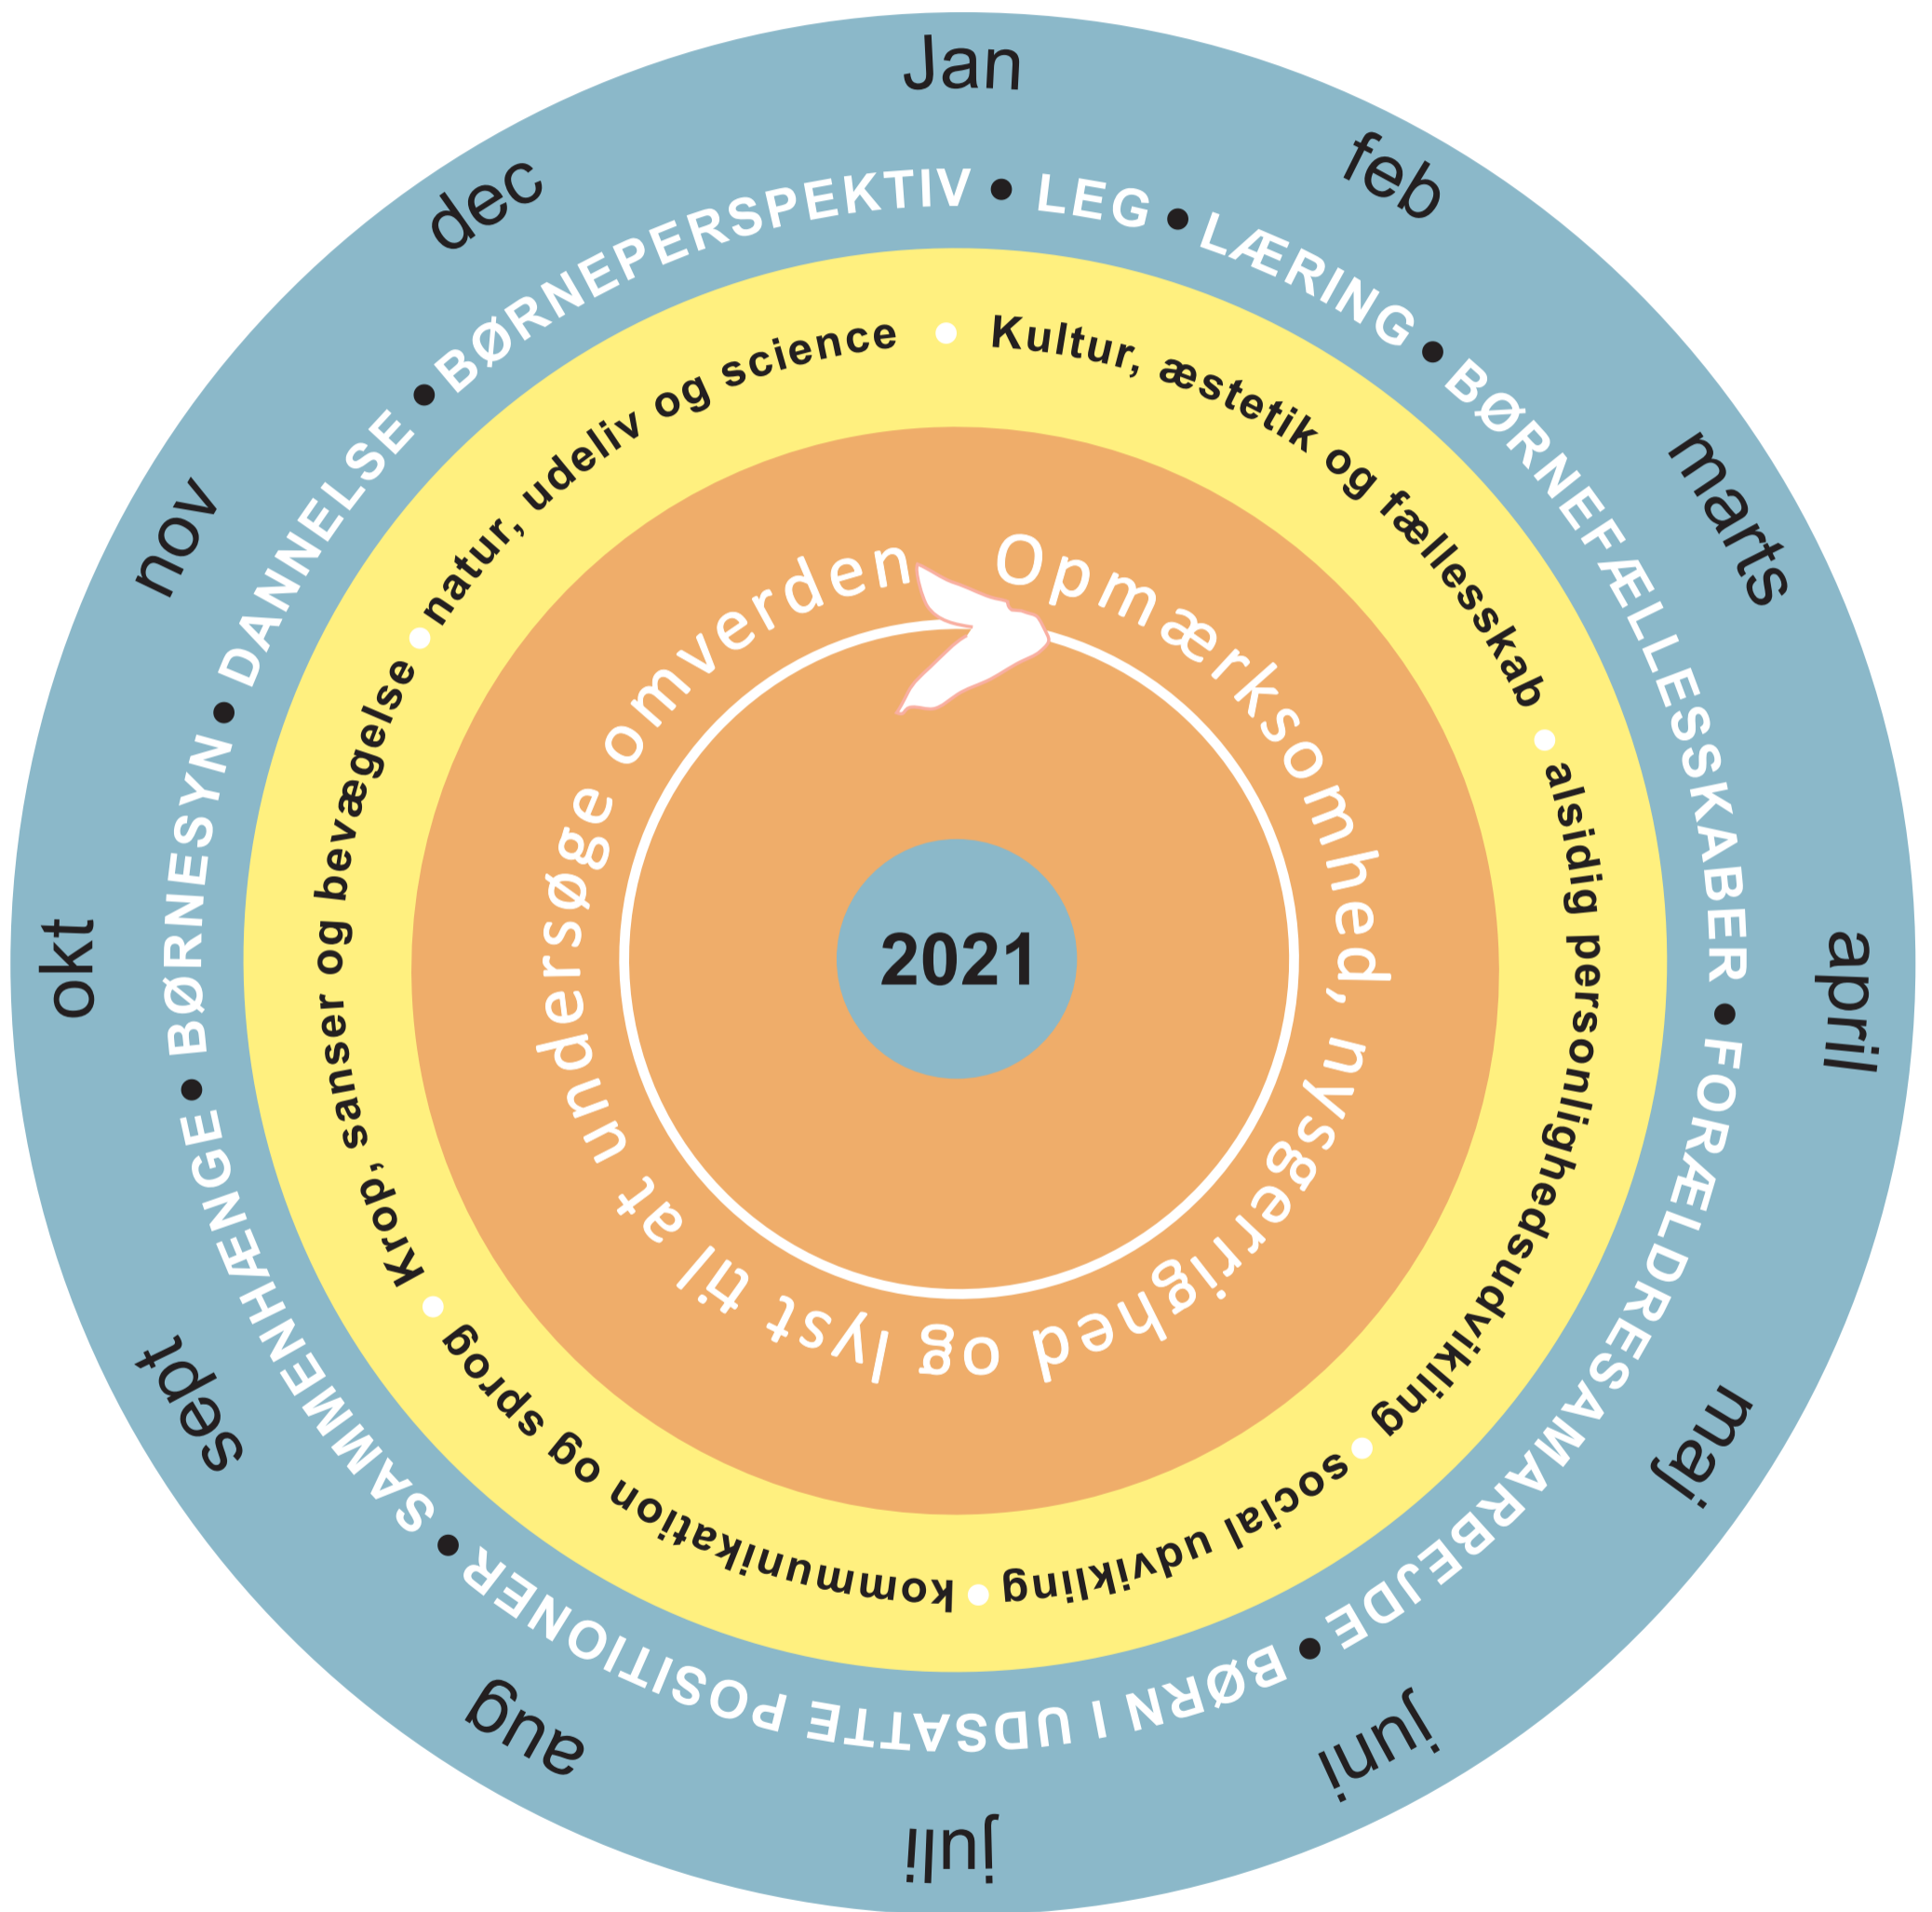 Jan
feb
marts
april
maj
juni
juli
aug
sept
okt
nov
dec
LEG • LÆRING • BØRNEFÆLLESSKABER • FORÆLDRESSAMARBEJDE • BØRN I UDSATTE POSITIONER • SAMMENHÆNGE • BØRNESYN • DANNELSE • BØRNEPERSPEKTIV •
Kultur, æstetik og fællesskab • alsidig personlighedsudvikling • social udvikling • kommunikation og sprog • krop, sanser og bevægelse • natur, udeliv og science •
Opmærksomhed, nysgerrighed og lyst til at undersøge omverden
2021